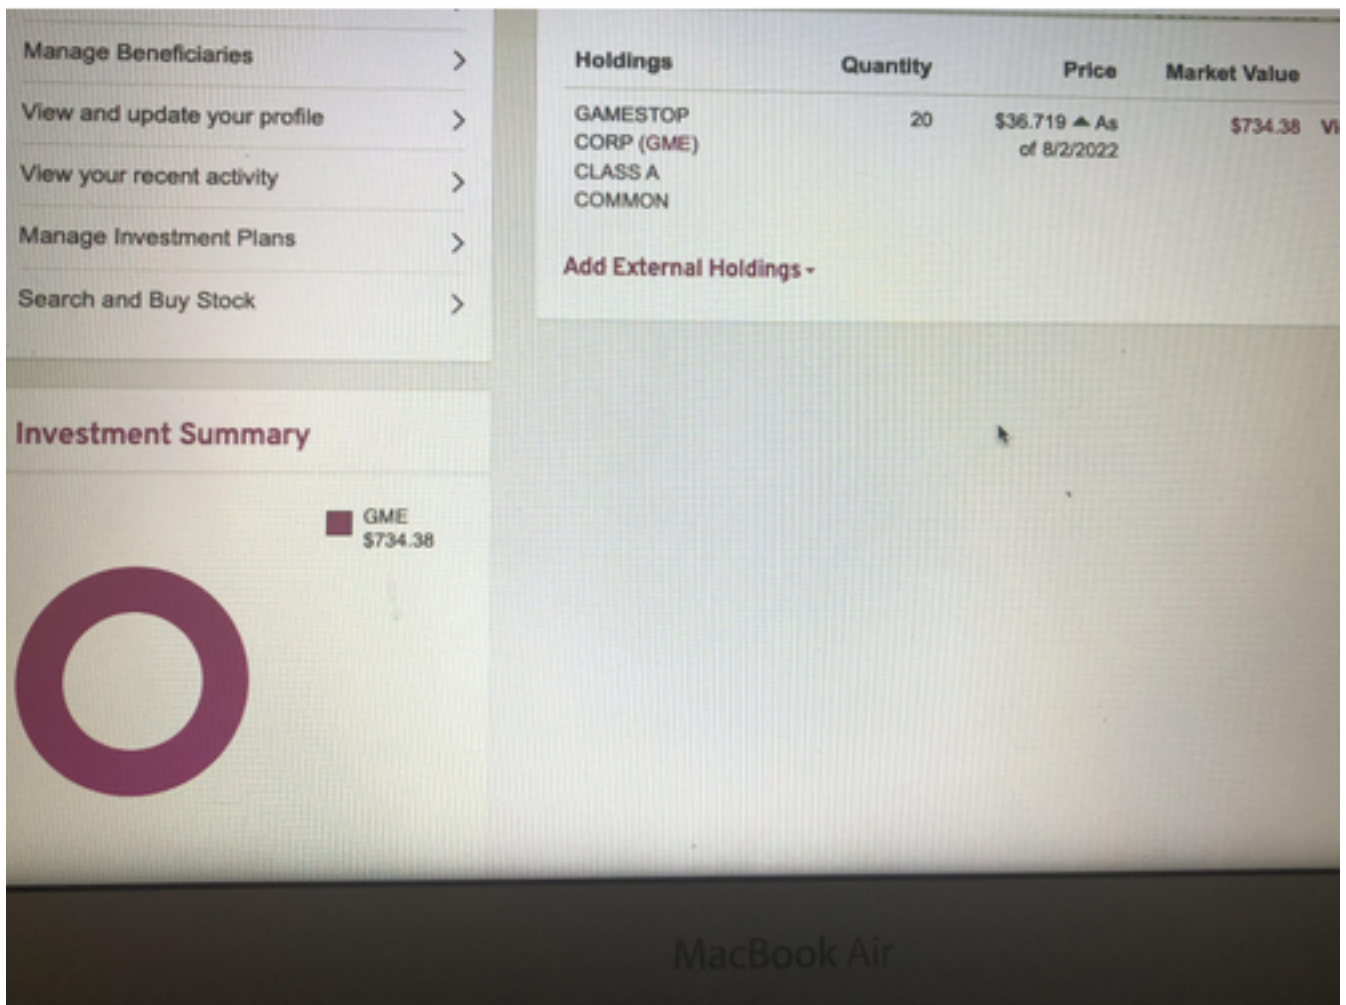 Manage Beneficiaries
View and update your profile
View your recent activity
Manage Investment Plans
Search and Buy Stock
Holdings Quantity Price Market Value
GAMESTOP 20 $36.719 ▲ As $734.38
CORP (GME) of 8/2/2022
CLASS A
COMMON
Add External Holdings
Investment Summary
GME
$734.38
MacBook Air